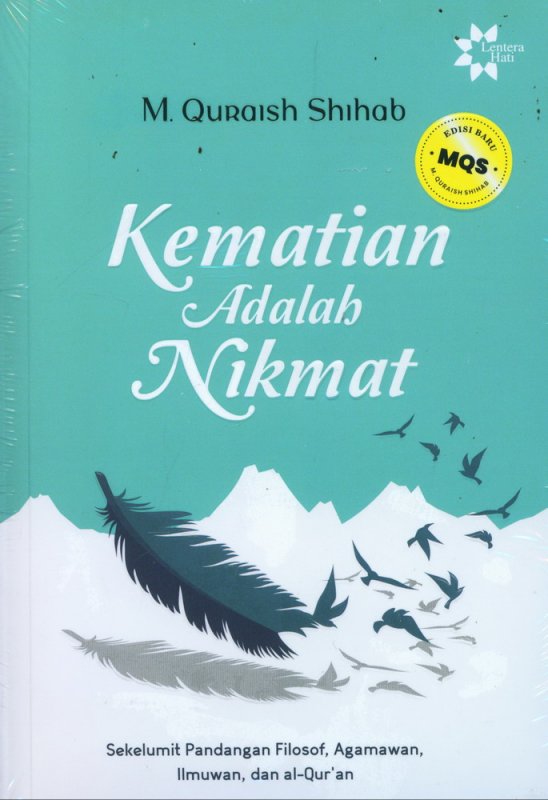 Lentera
Hati
M. Quraish Shihab
EDISI BARU
MQS
M. QURAISH SHIHAB
Kematian
Adalah
Nikmat
Sekelumit Pandangan Filosof, Agamawan,
Ilmuwan, dan al-Qur'an